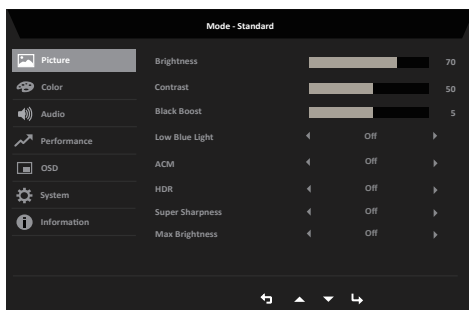 Mode - Standard
Picture
Color
Audio
Performance
OSD
System
Information
Brightness 70
Contrast 50
Black Boost 5
Low Blue Light Off
ACM Off
HDR Off
Super Sharpness Off
Max Brightness Off